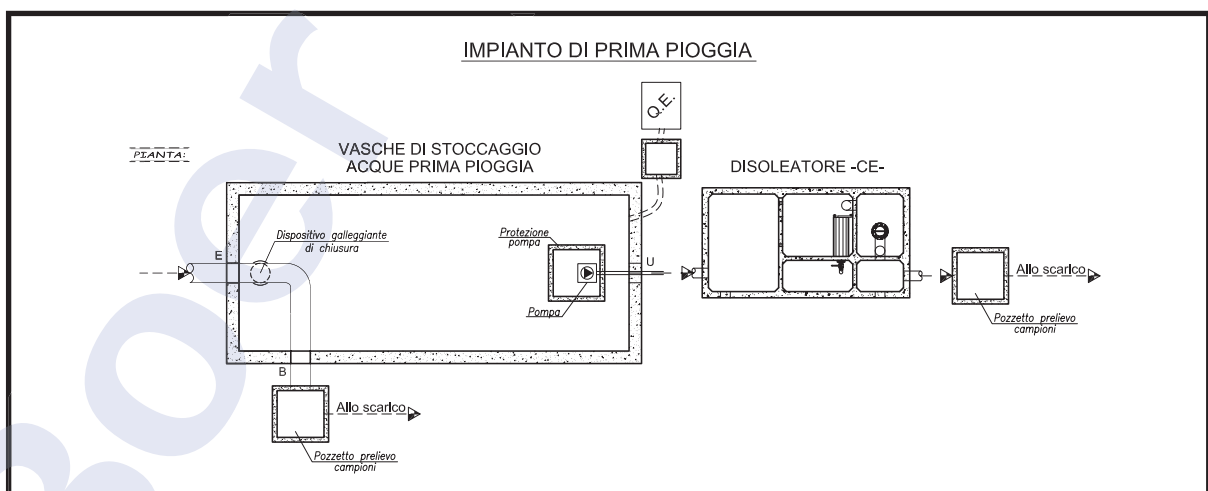 IMPIANTO DI PRIMA PIOGGIA
Q.E.
PIANTA:
VASCHE DI STOCCAGGIO
ACQUE PRIMA PIOGGIA
DISOLEATORE -CE-
Dispositivo galleggiante
di chiusura
Protezione
pompa
E
U
Pompa
Allo scarico
Pozzetto prelievo
campioni
B
Allo scarico
Pozzetto prelievo
campioni
Boer